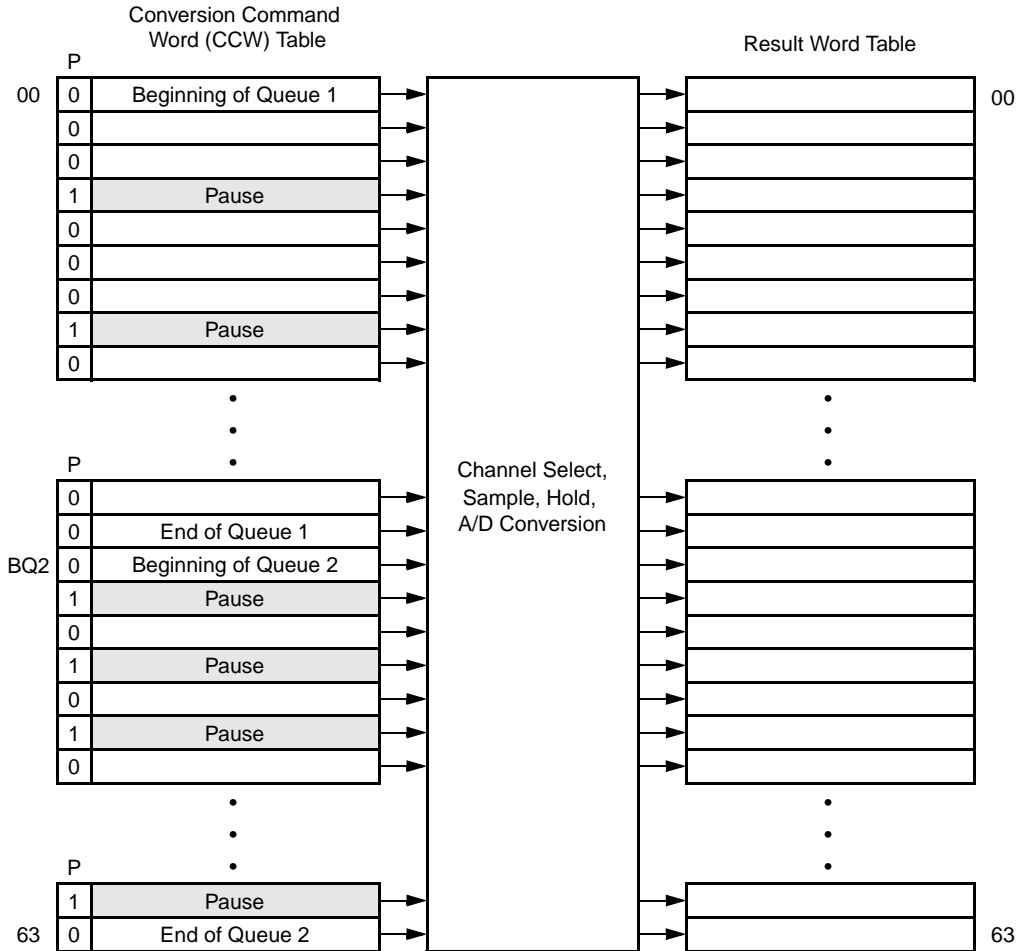 Conversion Command
Word (CCW) Table
Result Word Table
P
00 0 Beginning of Queue 1 00
0
0
1 Pause
0
0
0
1 Pause
0
P
0
0 End of Queue 1
BQ2 0 Beginning of Queue 2
1 Pause
0
1 Pause
0
1 Pause
0
Channel Select,
Sample, Hold,
A/D Conversion
P
1 Pause
63 0 End of Queue 2 63